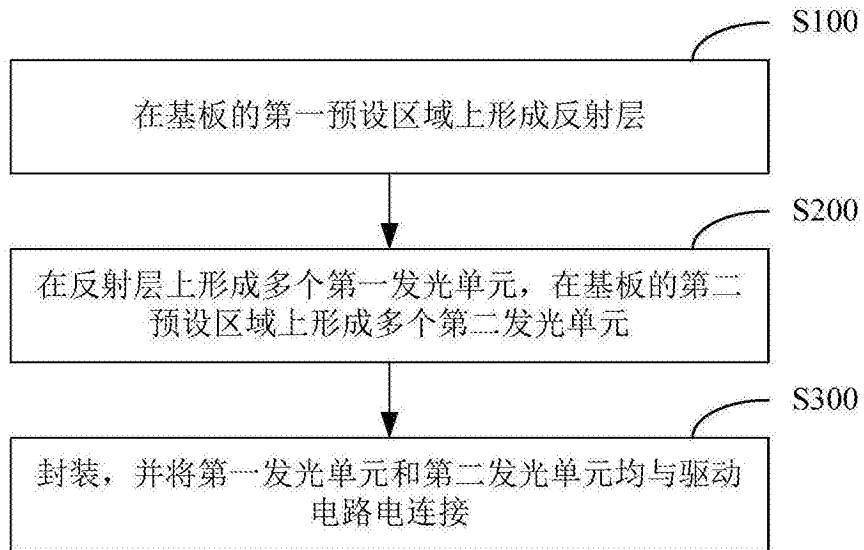 S100
在基板的第一预设区域上形成反射层
S200
在反射层上形成多个第一发光单元，在基板的第二
预设区域上形成多个第二发光单元
S300
封装，并将第一发光单元和第二发光单元均与驱动
电路电连接